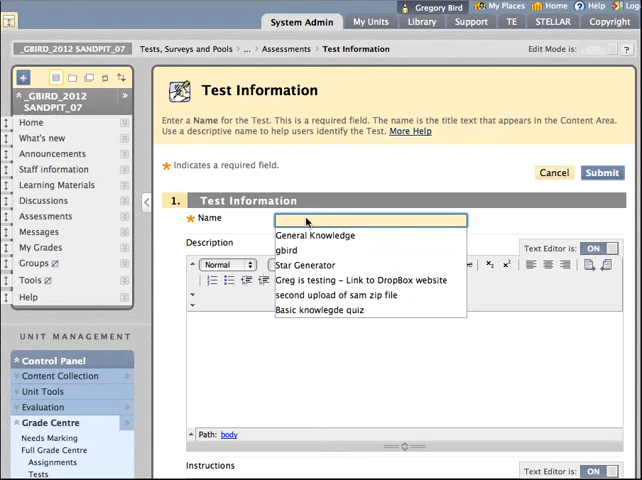 Gregory Bird My Places Home Help Logo
System Admin My Units Library Support TE STELLAR Copyright
_GBIRD_2012 SANDPIT_07 Tests, Surveys and Pools > ... > Assessments > Test Information Edit Mode is: ?
_GBIRD_2012
SANDPIT_07
Home
What's new
Announcements
Staff information
Learning Materials
Discussions
Assessments
Messages
My Grades
Groups
Tools
Help
UNIT MANAGEMENT
Control Panel
Content Collection
Unit Tools
Evaluation
Grade Centre
Needs Marking
Full Grade Centre
Assignments
Tests
Test Information
Enter a Name for the Test. This is a required field. The name is the title text that appears in the Content Area.
Use a descriptive name to help users identify the Test. More Help
Indicates a required field.
Cancel Submit
1. Test Information
Name
General Knowledge
gbird
Star Generator
Greg is testing - Link to DropBox website
second upload of sam zip file
Basic knowlegde quiz
Description
Text Editor is: ON
Normal
Path: body
Instructions
Text Editor is: ON